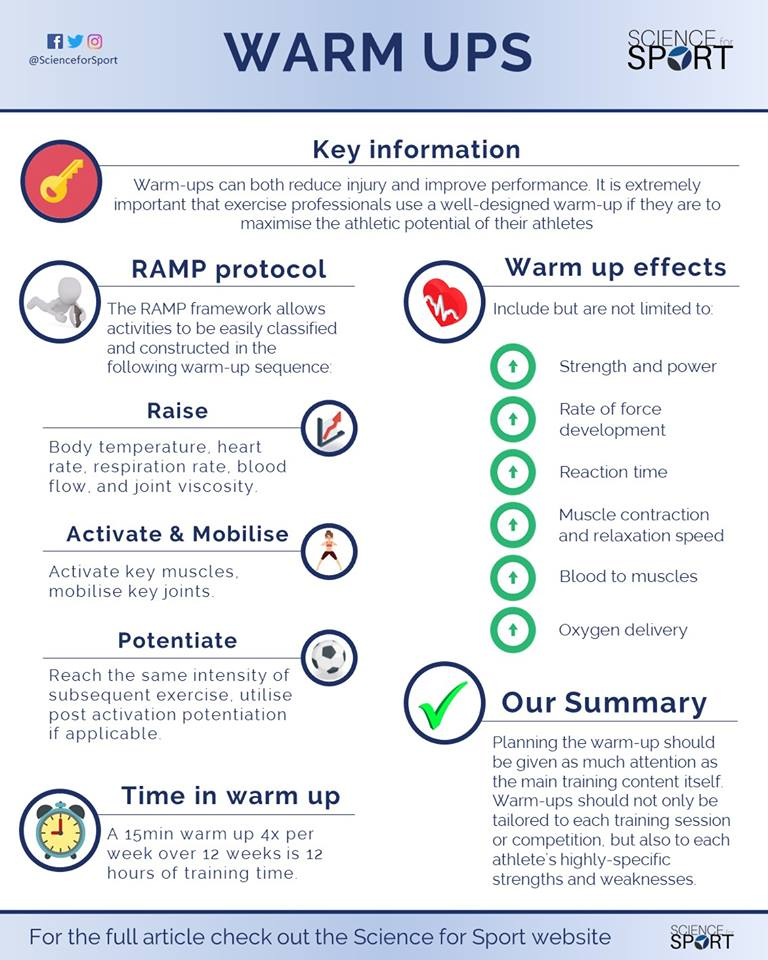 @ScienceforSport
WARM UPS
SCIENCE for
SPORT
Key information
Warm-ups can both reduce injury and improve performance. It is extremely
important that exercise professionals use a well-designed warm-up if they are to
maximise the athletic potential of their athletes
RAMP protocol
The RAMP framework allows
activities to be easily classified
and constructed in the
following warm-up sequence:
Raise
Body temperature, heart
rate, respiration rate, blood
flow, and joint viscosity.
Activate & Mobilise
Activate key muscles,
mobilise key joints.
Potentiate
Reach the same intensity of
subsequent exercise, utilise
post activation potentiation
if applicable.
Time in warm up
A 15min warm up 4x per
week over 12 weeks is 12
hours of training time.
Warm up effects
Include but are not limited to:
Strength and power
Rate of force
development
Reaction time
Muscle contraction
and relaxation speed
Blood to muscles
Oxygen delivery
Our Summary
Planning the warm-up should
be given as much attention as
the main training content itself.
Warm-ups should not only be
tailored to each training session
or competition, but also to each
athlete's highly-specific
strengths and weaknesses.
For the full article check out the Science for Sport website
SCIENCE for
SPORT